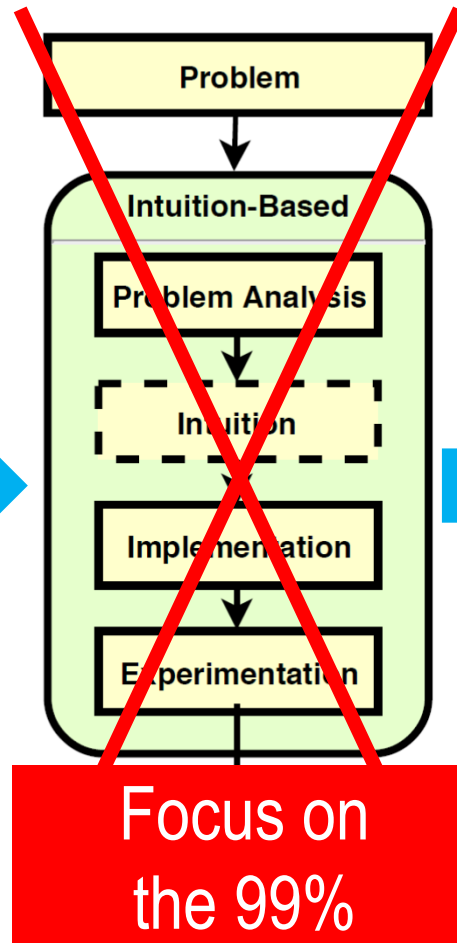 Problem
Intuition-Based
Problem Analysis
Intuition
Implementation
Experimentation
Focus on
the 99%